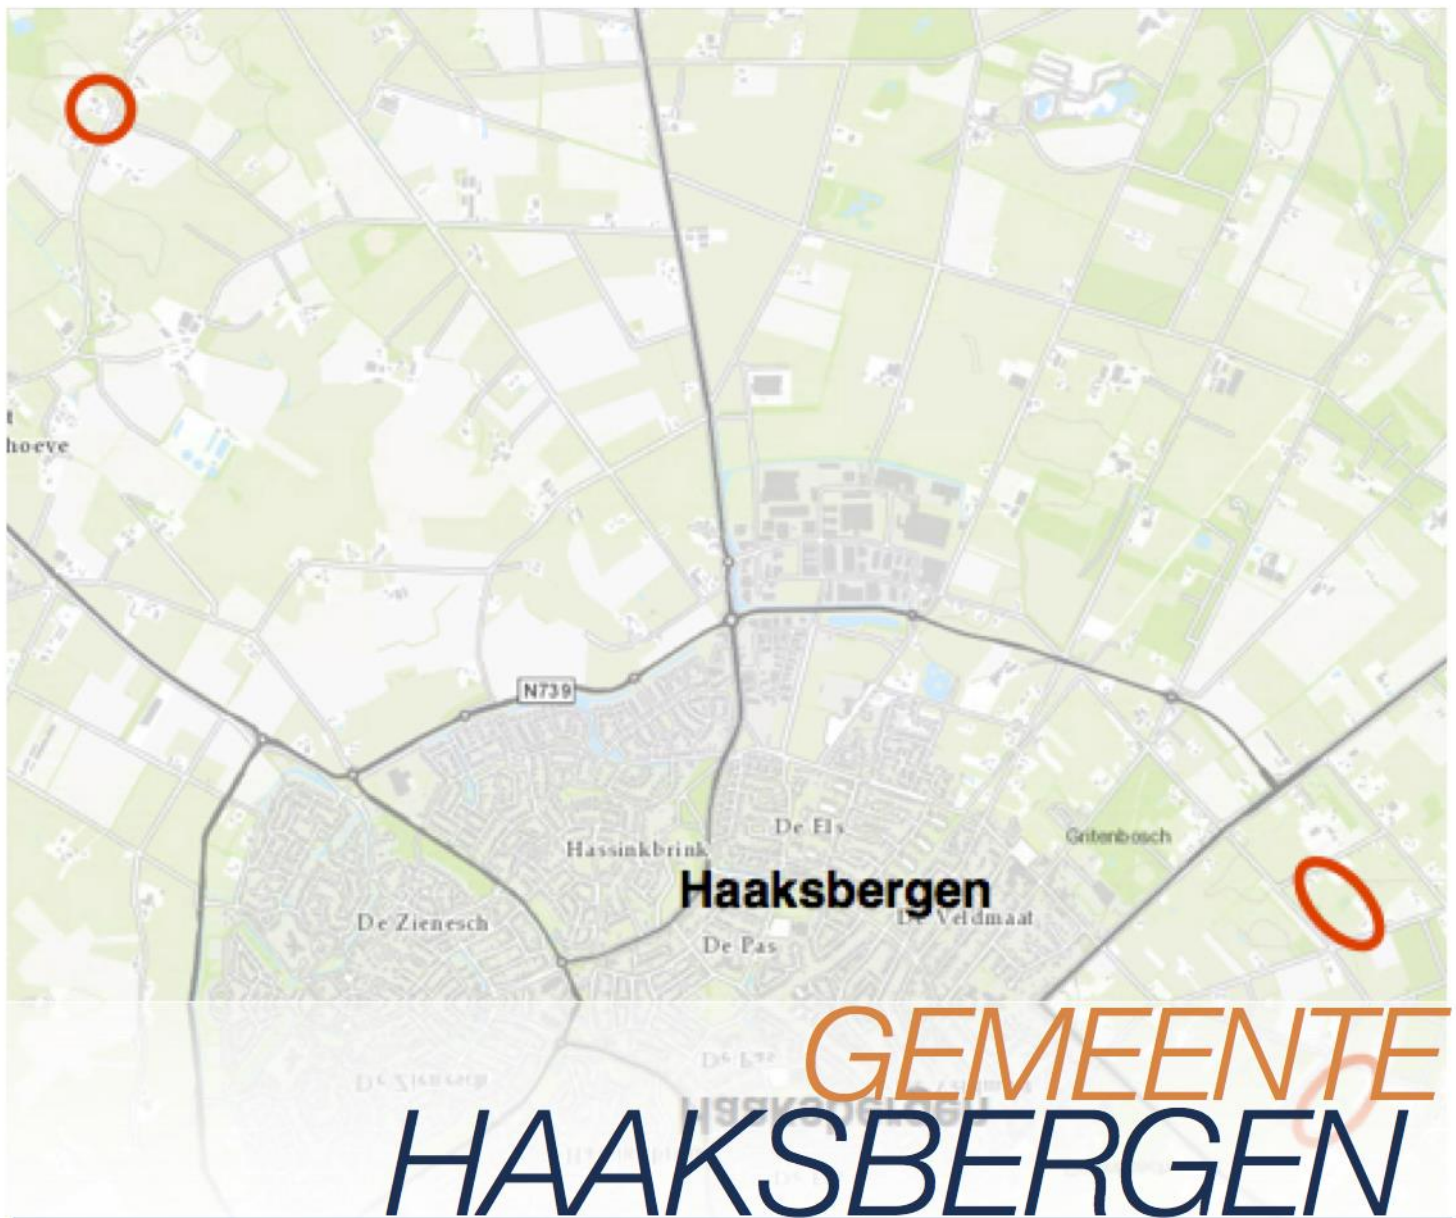 t
hoeve
N739
De Els
Hassinkbrink
Gritenbosch
Haaksbergen
De Zienesch
De Veldmaat
De Pas
GEMEENTE
HAAKSBERGEN